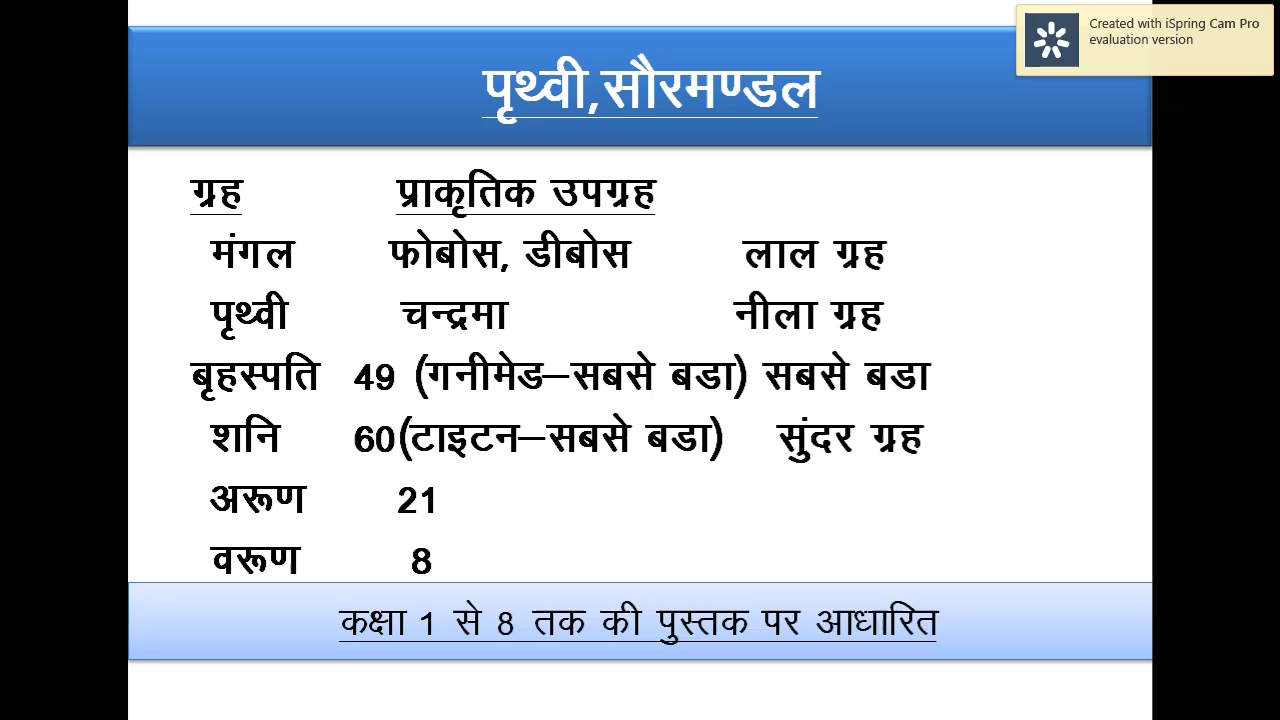 Created with iSpring Cam Pro
evaluation version
पृथ्वी,सौरमण्डल
ग्रह प्राकृतिक उपग्रह
मंगल फोबोस, डीबोस लाल ग्रह
पृथ्वी चन्द्रमा नीला ग्रह
बृहस्पति 49 (गनीमेड–सबसे बडा) सबसे बडा
शनि 60(टाइटन–सबसे बडा) सुंदर ग्रह
अरूण 21
वरूण 8
कक्षा 1 से 8 तक की पुस्तक पर आधारित